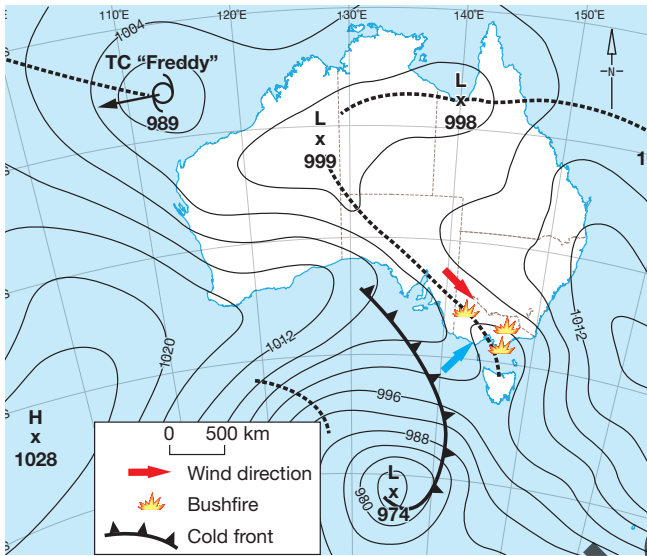 110°E
120°E
130°E
140°E
150°E
1004
TC "Freddy"
989
N
L
x
998
L
x
999
1
S
S
S
S
1012
1020
1012
996
988
980
H
x
1028
L
x
974
0 500 km
Wind direction
Bushfire
Cold front